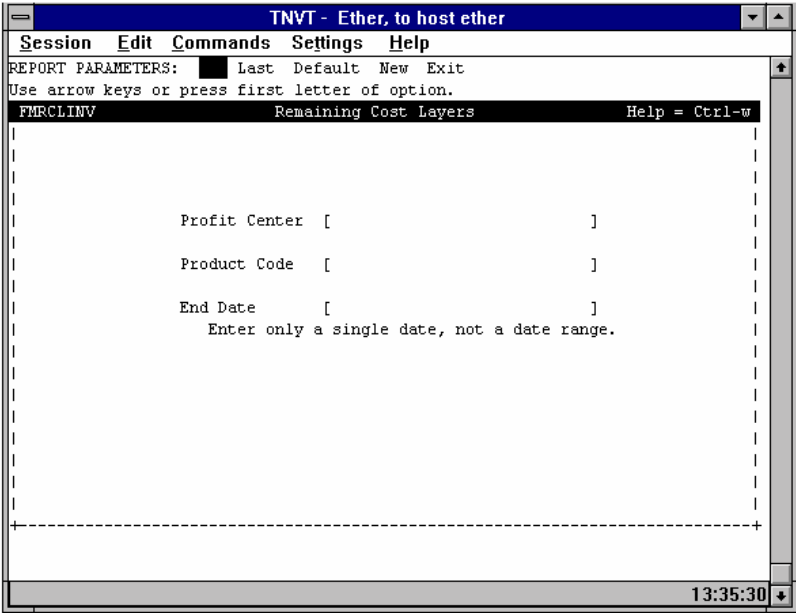 TNVT - Ether, to host ether
Session Edit Commands Settings Help
REPORT PARAMETERS: Last Default New Exit
Use arrow keys or press first letter of option.
FMRCLINV Remaining Cost Layers Help = Ctrl-w
Profit Center [ ]
Product Code [ ]
End Date [ ]
Enter only a single date, not a date range.
13:35:30